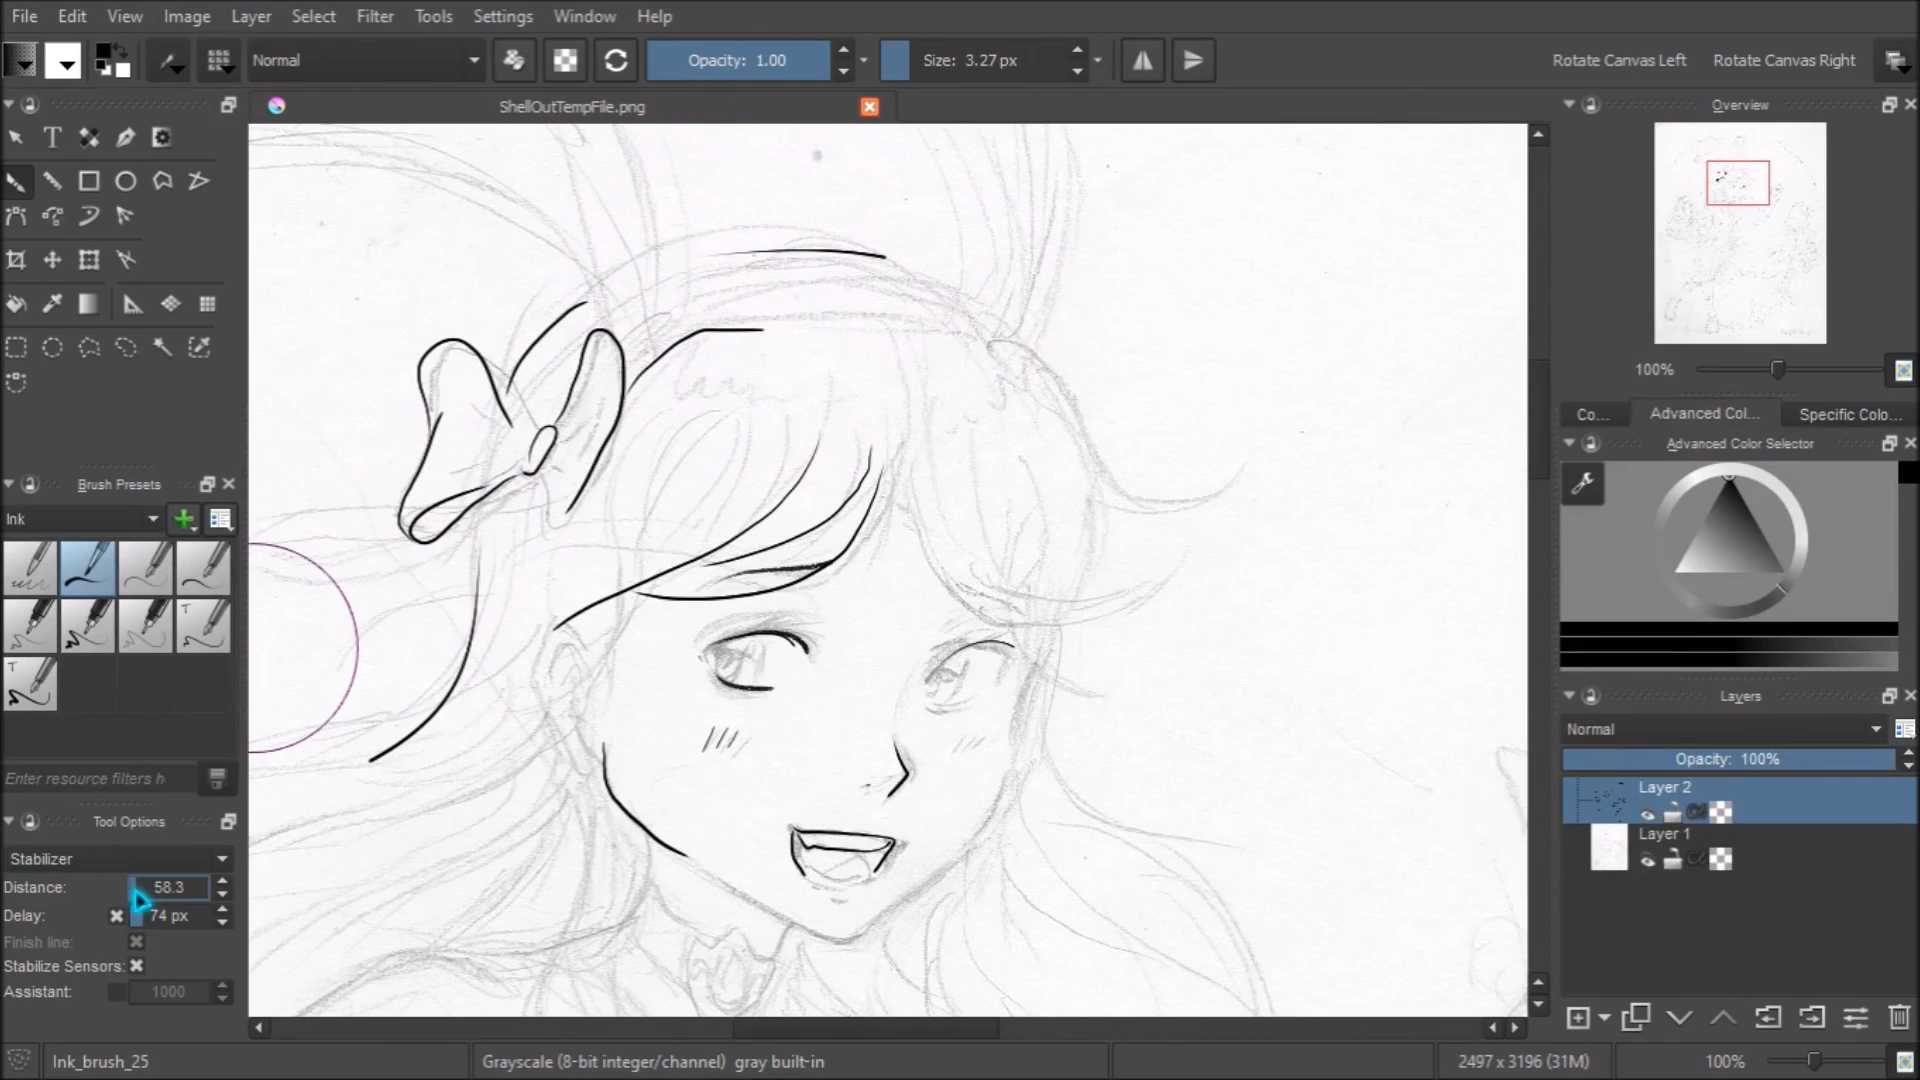 File Edit View Image Layer Select Filter Tools Settings Window Help
Normal Opacity: 1.00 Size: 3.27 px Rotate Canvas Left Rotate Canvas Right
ShellOutTempFile.png
Overview
100%
Co... Advanced Col... Specific Colo...
Advanced Color Selector
Brush Presets
Ink
T
T
Enter resource filters h
Layers
Normal
Opacity: 100%
Layer 2
Layer 1
Tool Options
Stabilizer
Distance: 58.3
Delay: 74 px
Finish line:
Stabilize Sensors:
Assistant: 1000
Ink_brush_25 Grayscale (8-bit integer/channel) gray built-in 2497 x 3196 (31M) 100%